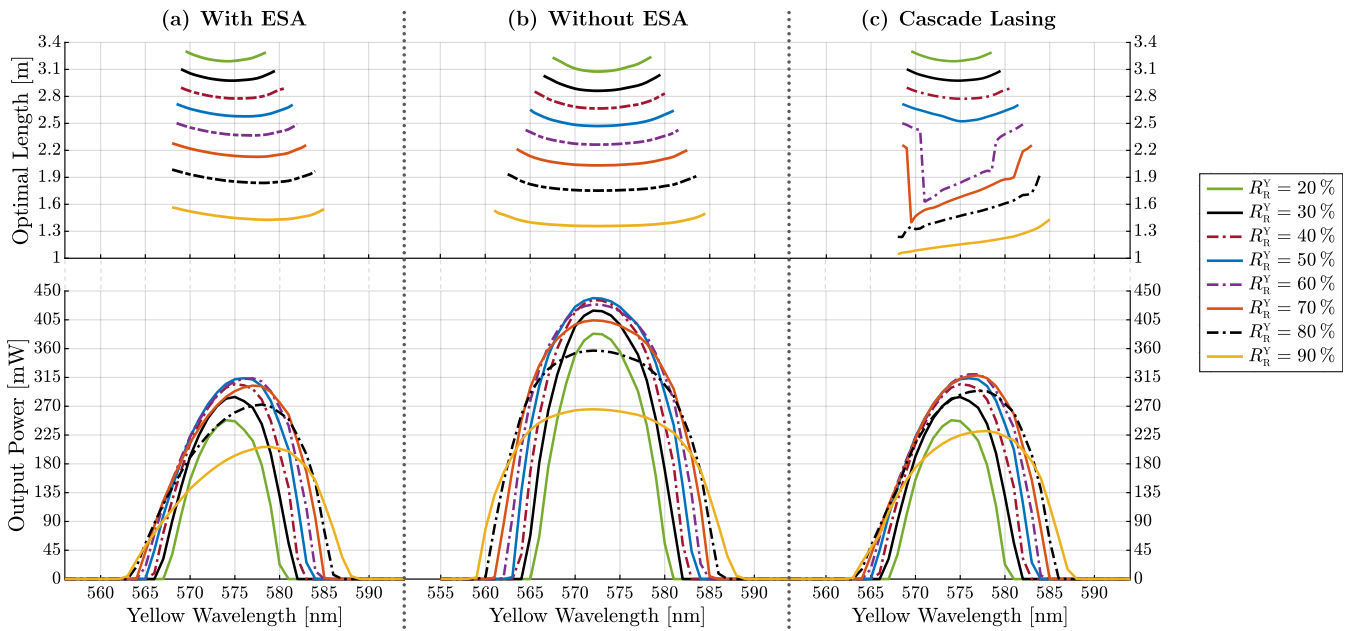 (a) With ESA
(b) Without ESA
(c) Cascade Lasing
Optimal Length [m]
3.4
3.1
2.8
2.5
2.2
1.9
1.6
1.3
1
3.4
3.1
2.8
2.5
2.2
1.9
1.6
1.3
1
Output Power [mW]
450
405
360
315
270
225
180
135
90
45
0
450
405
360
315
270
225
180
135
90
45
0
560 565 570 575 580 585 590
555 560 565 570 575 580 585 590
560 565 570 575 580 585 590
Yellow Wavelength [nm]
Yellow Wavelength [nm]
Yellow Wavelength [nm]
R_R^Y = 20 %
R_R^Y = 30 %
R_R^Y = 40 %
R_R^Y = 50 %
R_R^Y = 60 %
R_R^Y = 70 %
R_R^Y = 80 %
R_R^Y = 90 %